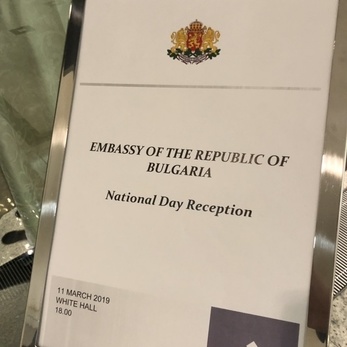 EMBASSY OF THE REPUBLIC OF
BULGARIA
National Day Reception
11 MARCH 2019
WHITE HALL
18.00